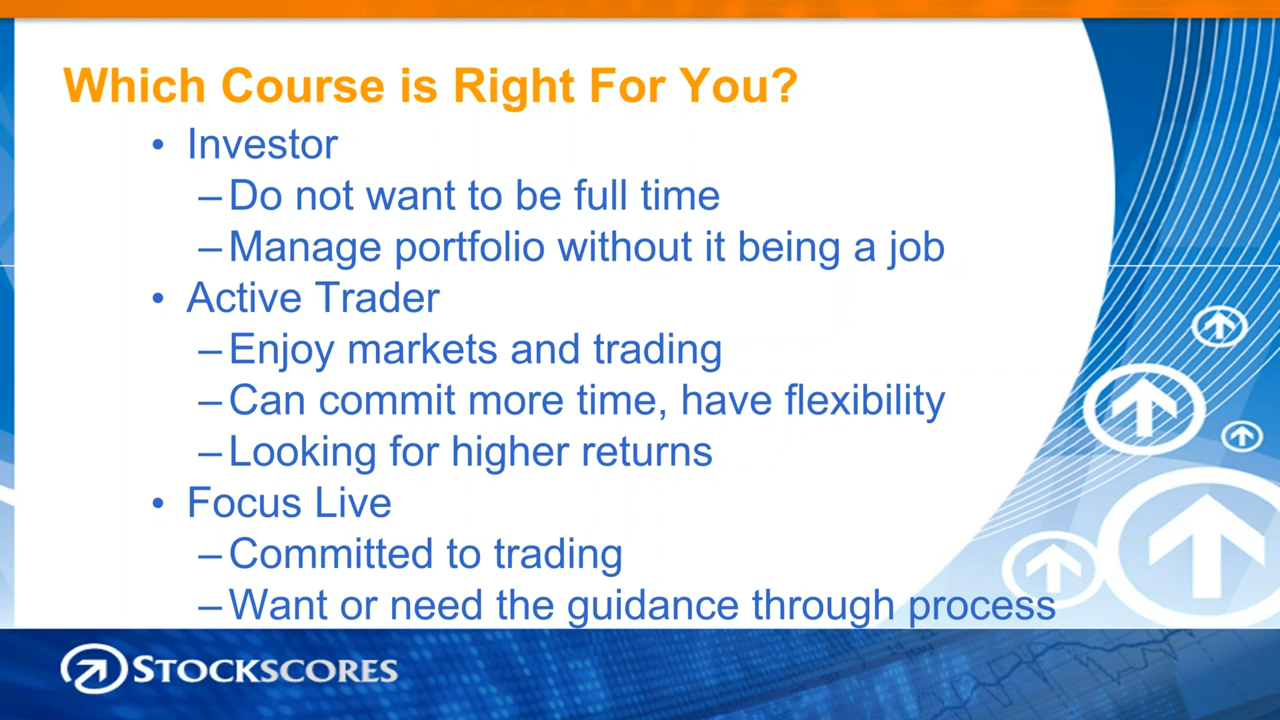 Which Course is Right For You?
• Investor
– Do not want to be full time
– Manage portfolio without it being a job
• Active Trader
– Enjoy markets and trading
– Can commit more time, have flexibility
– Looking for higher returns
• Focus Live
– Committed to trading
– Want or need the guidance through process
STOCKSCORES